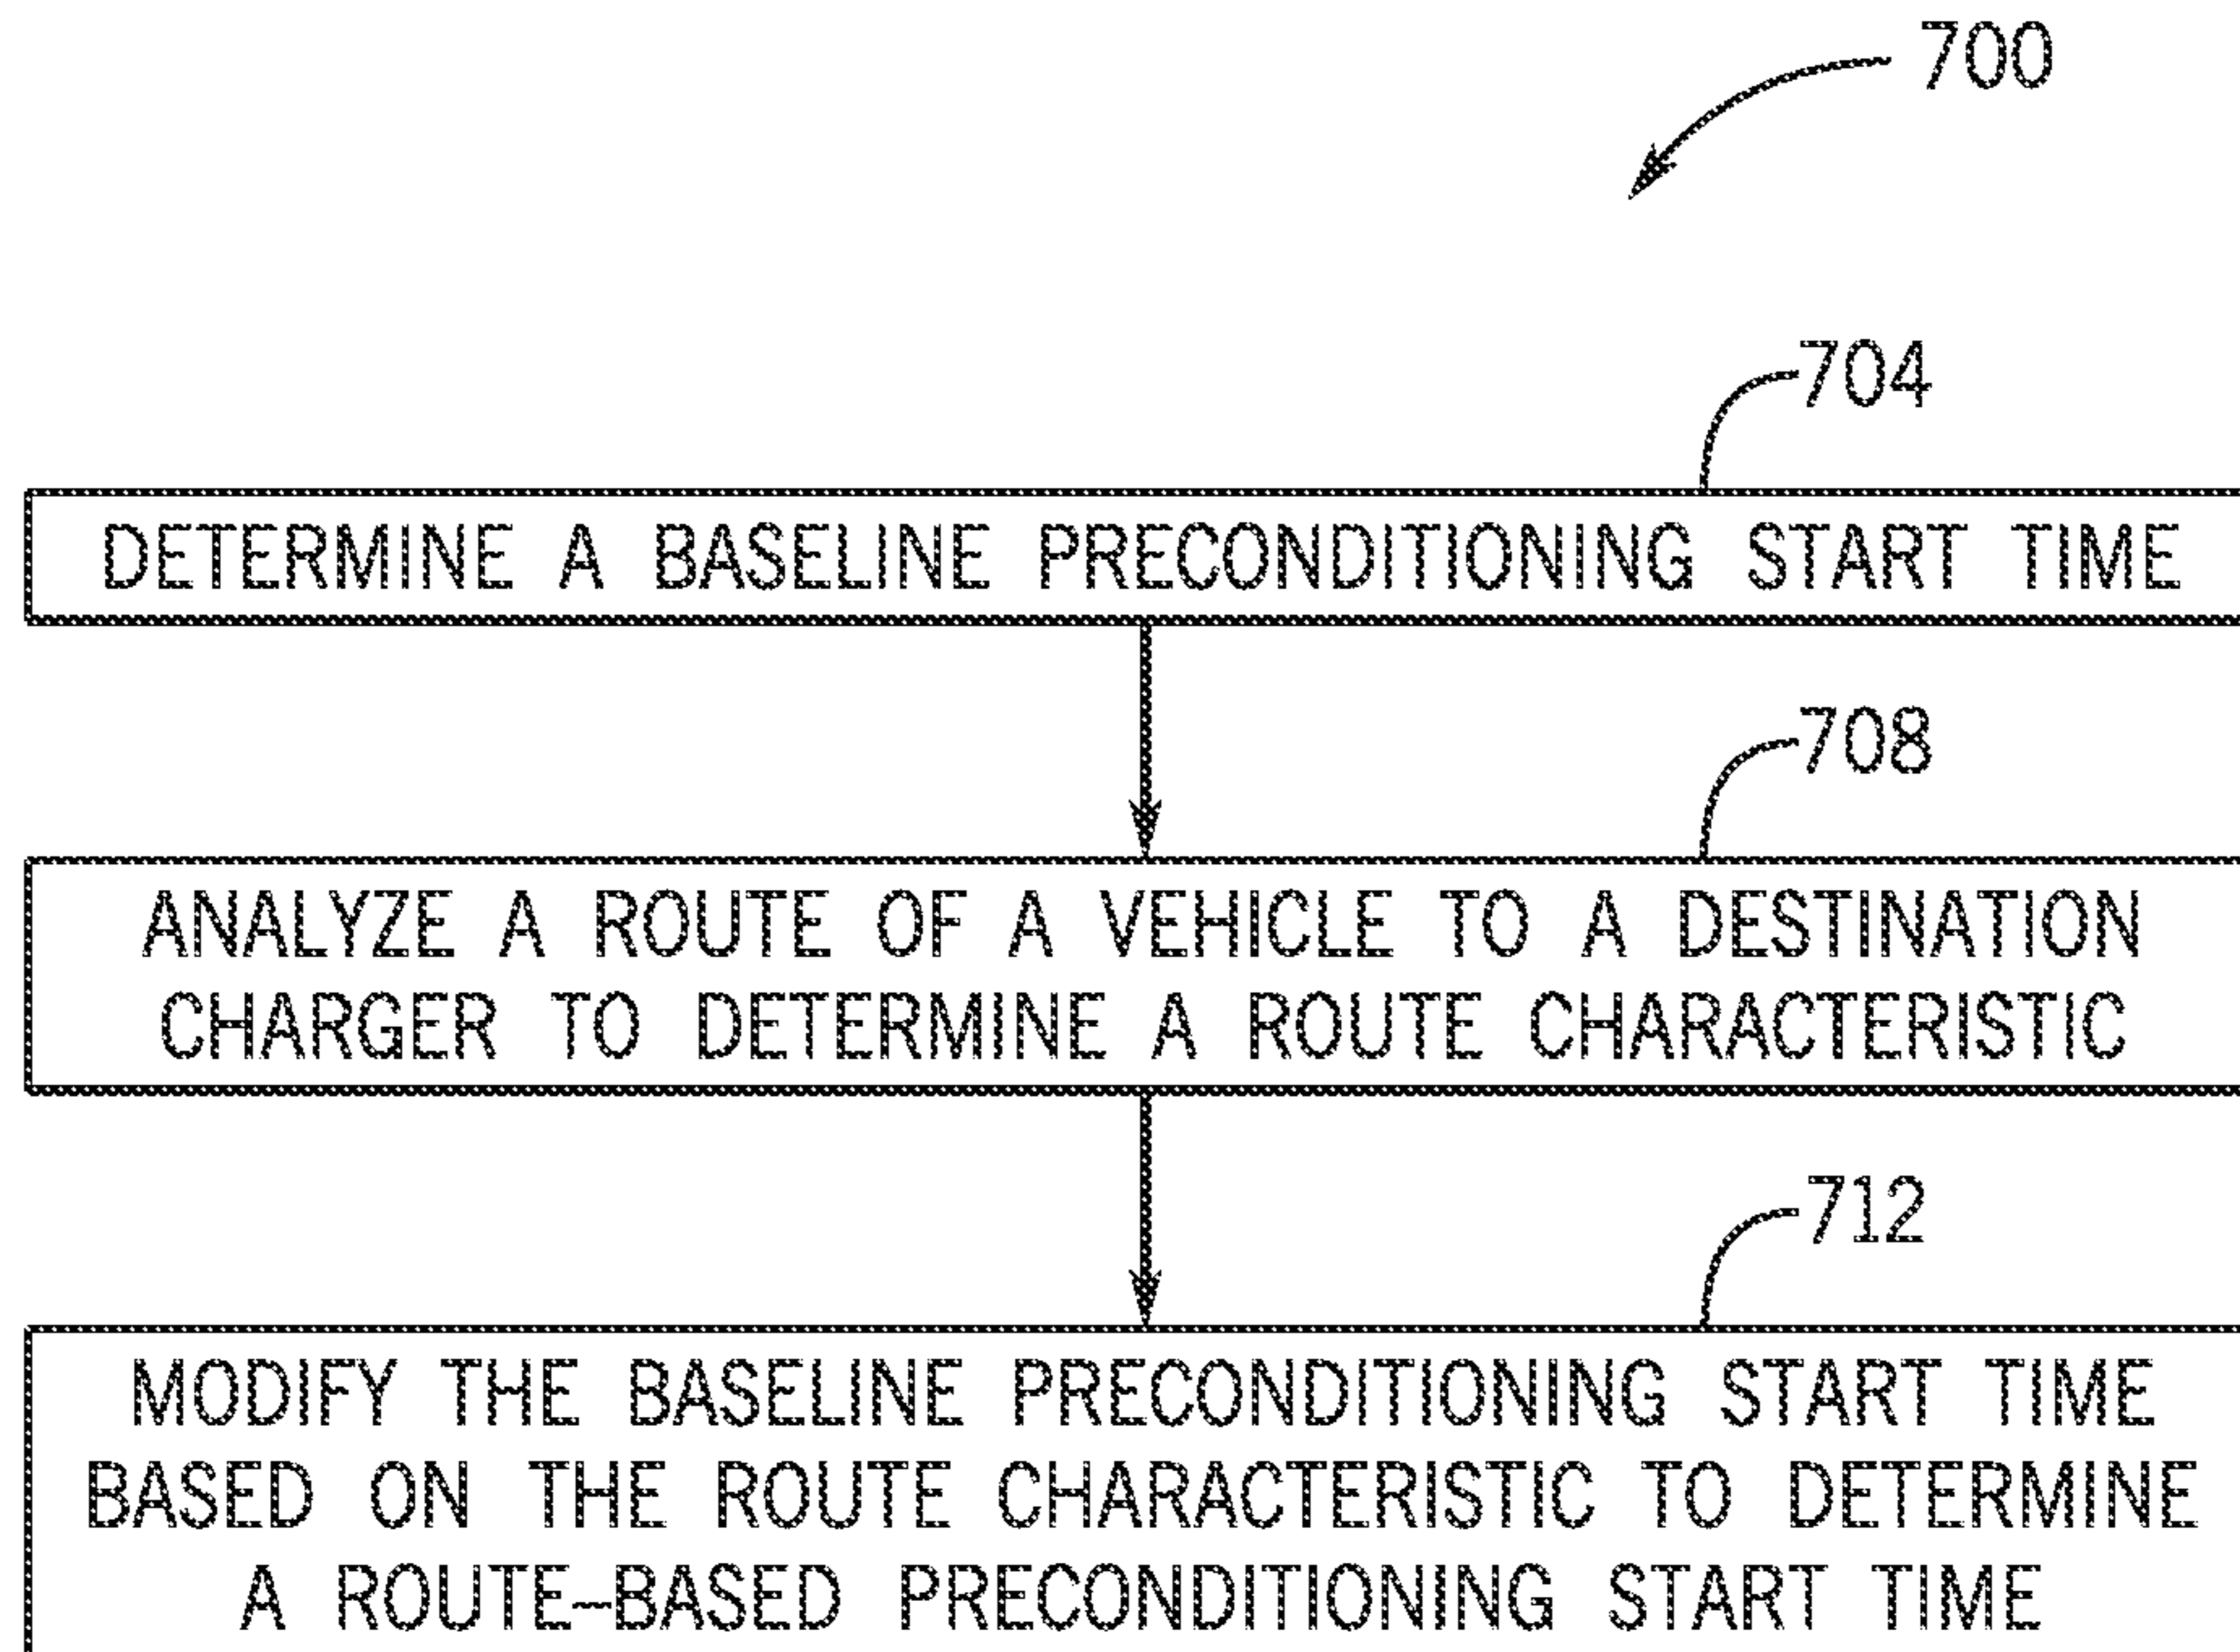 700
704
DETERMINE A BASELINE PRECONDITIONING START TIME
708
ANALYZE A ROUTE OF A VEHICLE TO A DESTINATION
CHARGER TO DETERMINE A ROUTE CHARACTERISTIC
712
MODIFY THE BASELINE PRECONDITIONING START TIME
BASED ON THE ROUTE CHARACTERISTIC TO DETERMINE
A ROUTE-BASED PRECONDITIONING START TIME